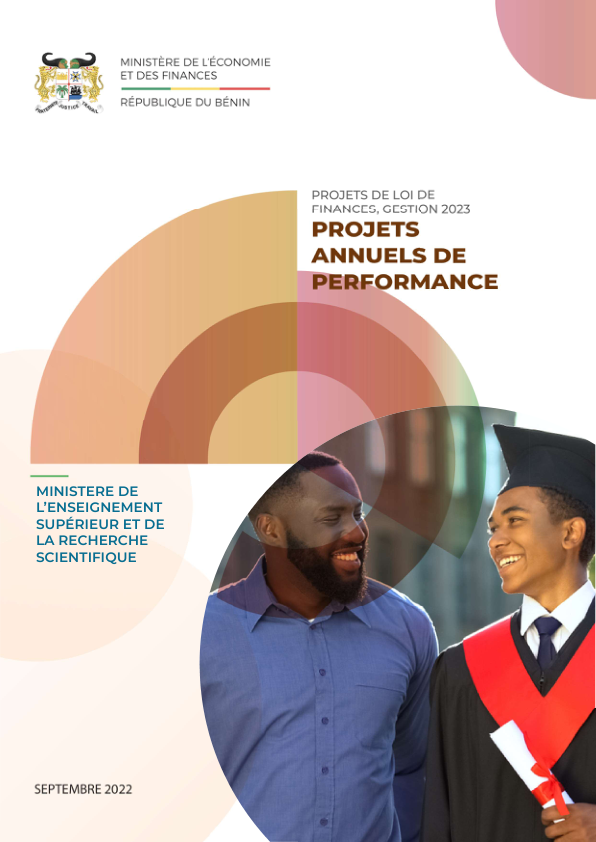 MINISTÈRE DE L'ÉCONOMIE
ET DES FINANCES
RÉPUBLIQUE DU BÉNIN
FRATERNITÉ JUSTICE TRAVAIL
PROJETS DE LOI DE
FINANCES, GESTION 2023
PROJETS
ANNUELS DE
PERFORMANCE
MINISTERE DE
L'ENSEIGNEMENT
SUPÉRIEUR ET DE
LA RECHERCHE
SCIENTIFIQUE
SEPTEMBRE 2022